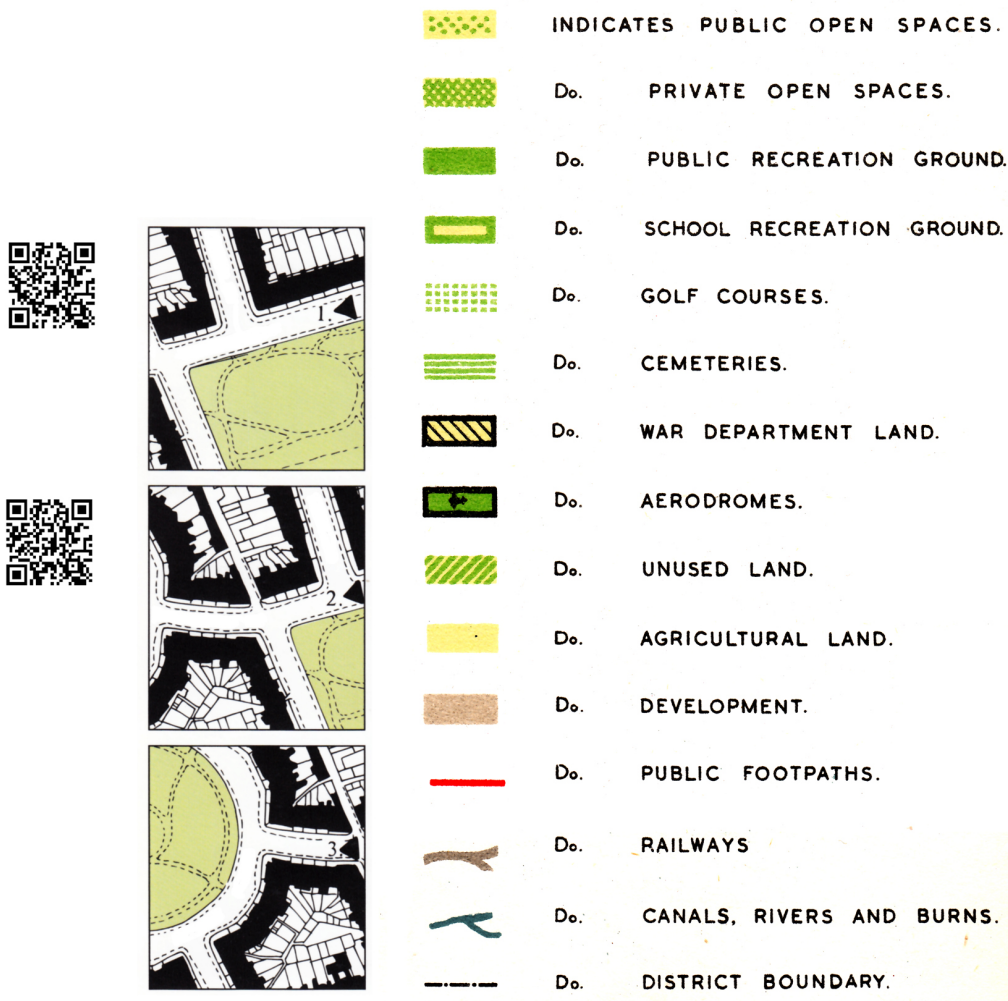 INDICATES PUBLIC OPEN SPACES.
Do. PRIVATE OPEN SPACES.
Do. PUBLIC RECREATION GROUND.
Do. SCHOOL RECREATION GROUND.
Do. GOLF COURSES.
Do. CEMETERIES.
Do. WAR DEPARTMENT LAND.
Do. AERODROMES.
Do. UNUSED LAND.
Do. AGRICULTURAL LAND.
Do. DEVELOPMENT.
Do. PUBLIC FOOTPATHS.
Do. RAILWAYS
Do. CANALS, RIVERS AND BURNS.
Do. DISTRICT BOUNDARY.
1.
2.
3.